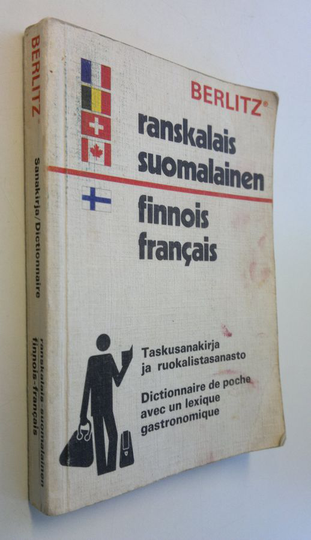 BERLITZ®
ranskalais
suomalainen
finnois
français
Taskusanakirja
ja ruokalistasanasto
Dictionnaire de poche
avec un lexique
gastronomique
BERLITZ®
Sanakirja/Dictionnaire
ranskalais-suomalainen
finnois-français